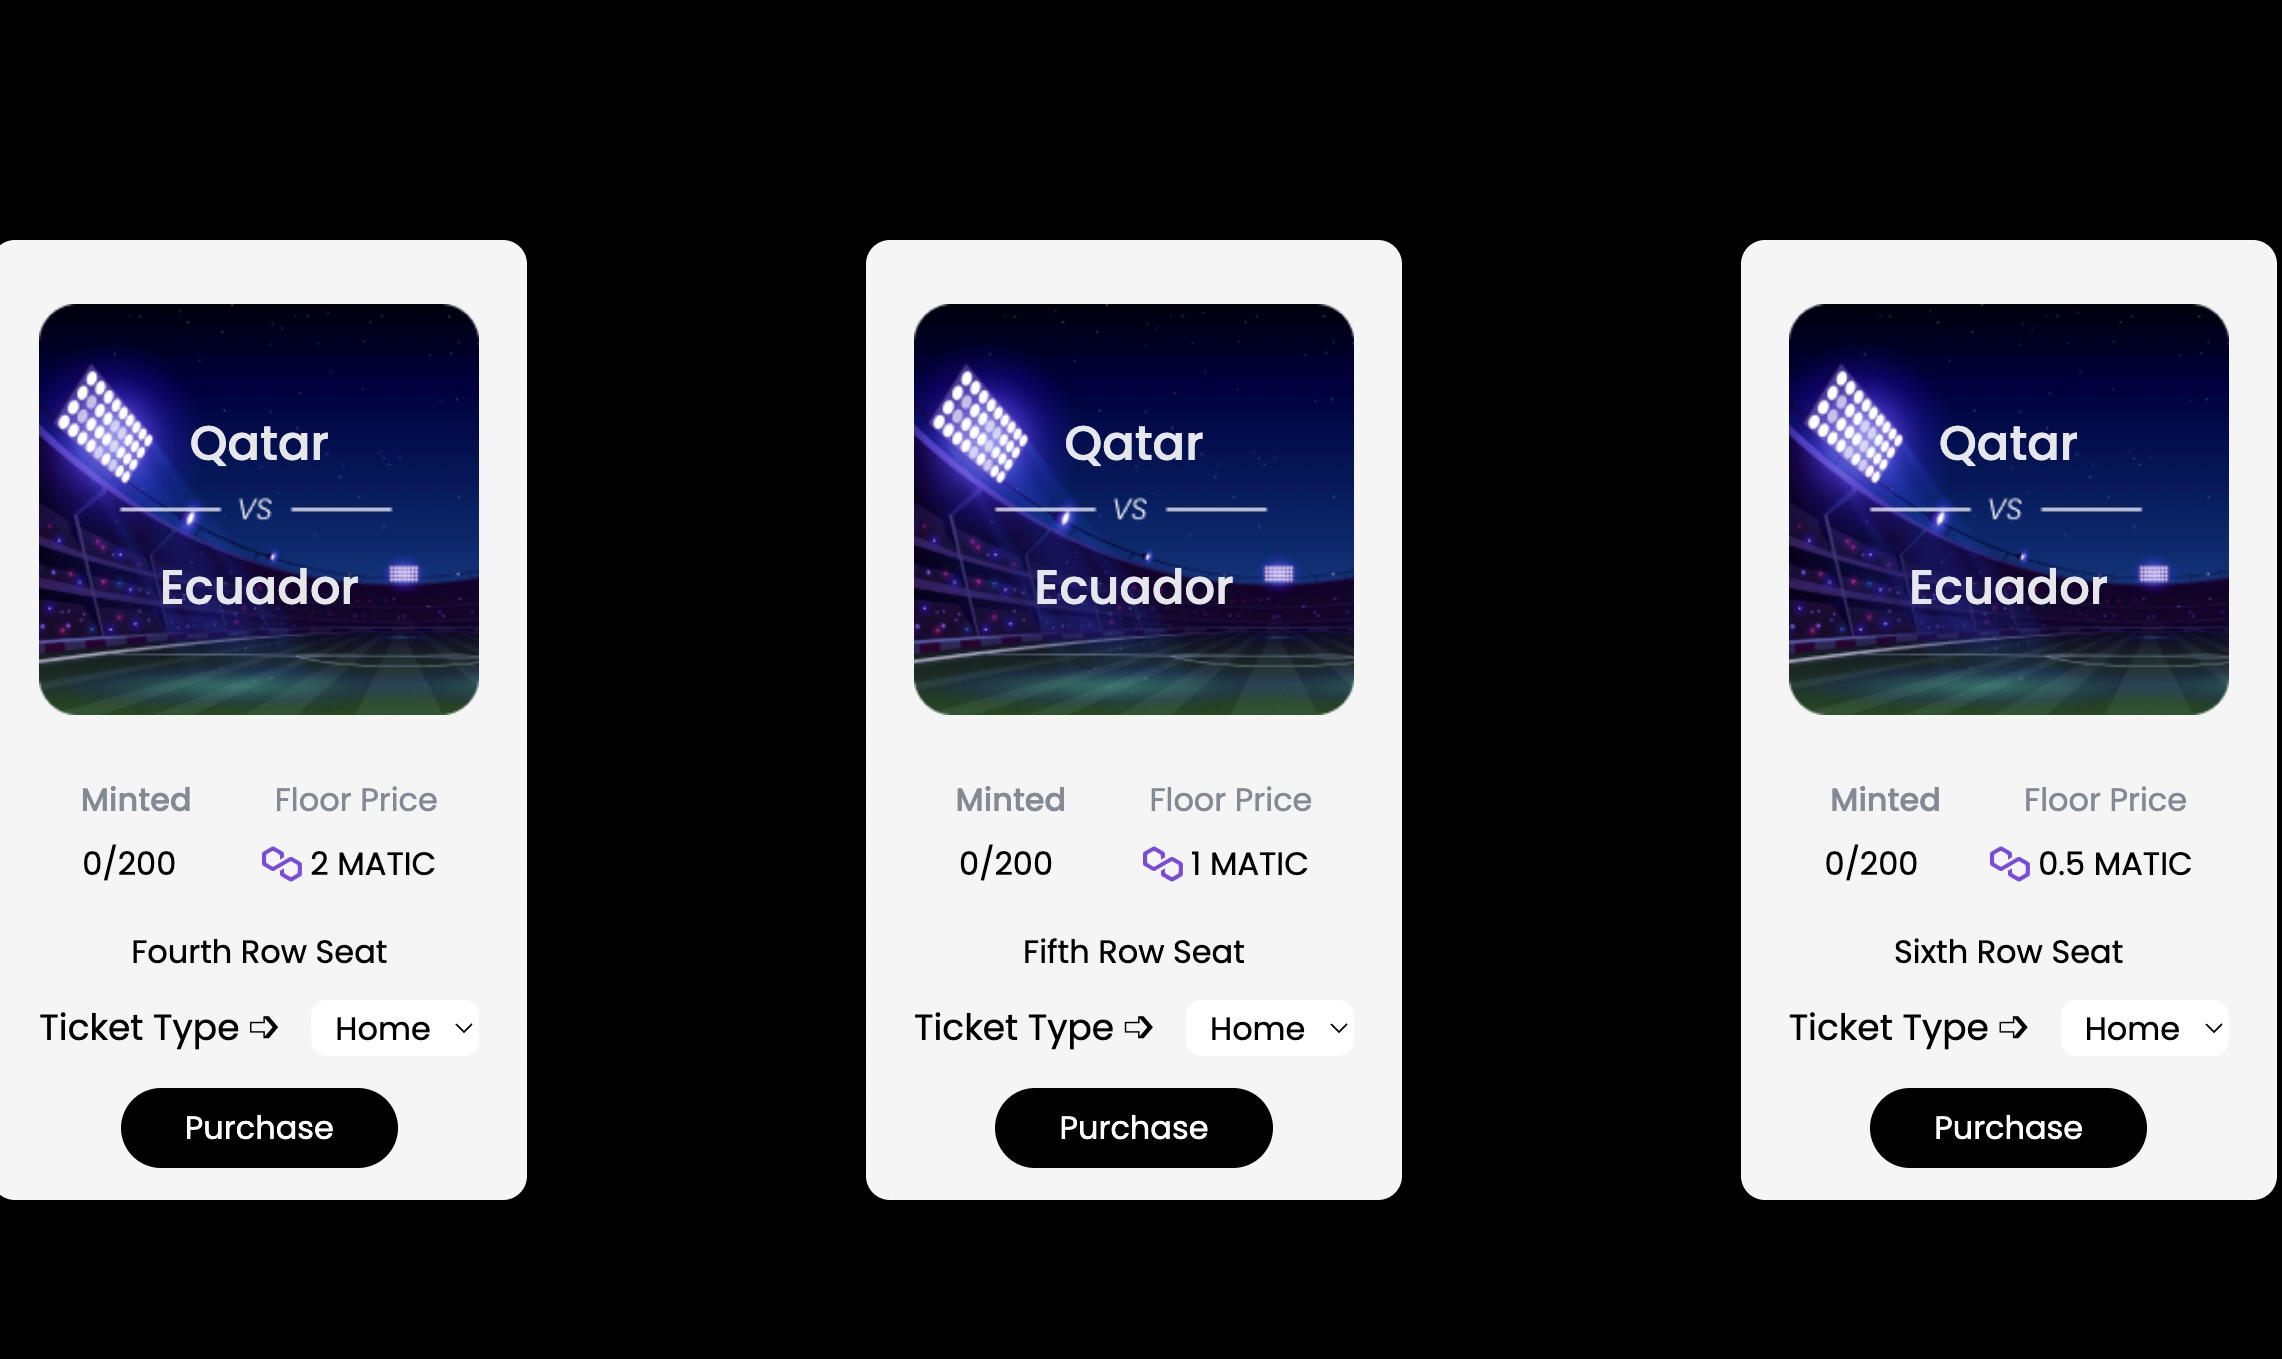 Qatar
VS
Ecuador
Minted Floor Price
0/200 2 MATIC
Fourth Row Seat
Ticket Type ➩ Home
Purchase
Qatar
VS
Ecuador
Minted Floor Price
0/200 1 MATIC
Fifth Row Seat
Ticket Type ➩ Home
Purchase
Qatar
VS
Ecuador
Minted Floor Price
0/200 0.5 MATIC
Sixth Row Seat
Ticket Type ➩ Home
Purchase